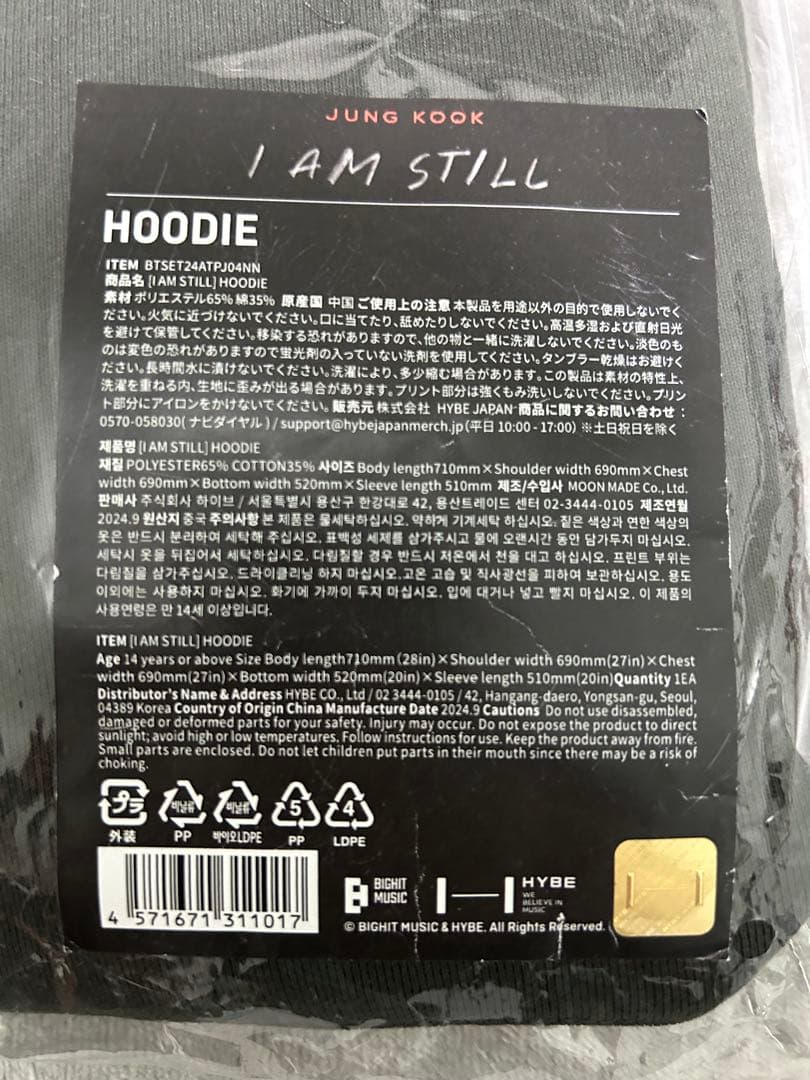 JUNG KOOK
I AM STILL
HOODIE
ITEM BTSET24ATPJ04NN
商品名 [I AM STILL] HOODIE
素材 ポリエステル65% 綿35% 原産国 中国 ご使用上の注意 本製品を用途以外の目的で使用しないでく
ださい。火気に近づけないでください。口に当てたり、舐めたりしないでください。高温多湿および直射日光
を避けて保管してください。移染する恐れがありますので、他の物と一緒に洗濯しないでください。淡色のも
のは変色の恐れがありますので蛍光剤の入っていない洗剤を使用してください。タンブラー乾燥はお避けく
ださい。長時間水に漬けないでください。洗濯により、多少縮む場合があります。この製品は素材の特性上、
洗濯を重ねる内、生地に歪みが出る場合があります。プリント部分は強くもみ洗いしないでください。プリン
ト部分にアイロンをかけないでください。販売元 株式会社 HYBE JAPAN 商品に関するお問い合わせ：
0570-058030(ナビダイヤル) / support@hybejapanmerch.jp (平日 10:00 - 17:00) ※土日祝日を除く
제품명 [I AM STILL] HOODIE
재질 POLYESTER65% COTTON35% 사이즈 Body length710mm×Shoulder width 690mm×Chest
width 690mm×Bottom width 520mm×Sleeve length 510mm 제조/수입사 MOON MADE Co., Ltd.
판매사 주식회사 하이브 / 서울특별시 용산구 한강대로 42, 용산트레이드 센터 02-3444-0105 제조연월
2024.9 원산지 중국 주의사항 본 제품은 물세탁하십시오. 약하게 기계세탁 하십시오. 짙은 색상과 연한 색상의
옷은 반드시 분리하여 세탁해 주십시오. 표백성 세제를 삼가주시고 물에 오랜시간 동안 담가두지 마십시오.
세탁시 옷을 뒤집어서 세탁하십시오. 다림질할 경우 반드시 저온에서 천을 대고 하십시오. 프린트 부위는
다림질을 삼가주십시오. 드라이클리닝 하지 마십시오. 고온 고습 및 직사광선을 피하여 보관하십시오. 용도
이외에는 사용하지 마십시오. 화기에 가까이 두지 마십시오. 입에 대거나 넣고 빨지 마십시오. 이 제품의
사용연령은 만 14세 이상입니다.
ITEM [I AM STILL] HOODIE
Age 14 years or above Size Body length710mm (28in)×Shoulder width 690mm(27in)×Chest
width 690mm(27in)×Bottom width 520mm(20in)×Sleeve length 510mm(20in) Quantity 1EA
Distributor's Name & Address HYBE CO., Ltd / 02 3444-0105 / 42, Hangang-daero, Yongsan-gu, Seoul,
04389 Korea Country of Origin China Manufacture Date 2024.9 Cautions Do not use disassembled,
damaged or deformed parts for your safety. Injury may occur. Do not expose the product to direct
sunlight; avoid high or low temperatures. Follow instructions for use. Keep the product away from fire.
Small parts are enclosed. Do not let children put parts in their mouth since there may be a risk of
choking.
プラ 비닐류 비닐류 5 4
外装 PP 바이오LDPE PP LDPE
4 571671 311017
BIGHIT MUSIC
HYBE
WE BELIEVE IN MUSIC
© BIGHIT MUSIC & HYBE. All Rights Reserved.